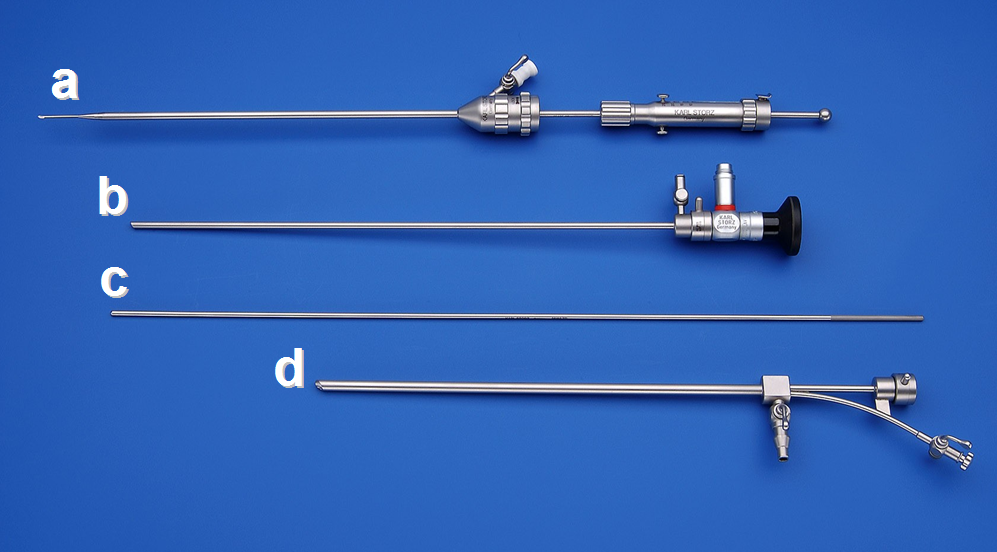 a
KARL STORZ
b
KARL
STORZ
Germany
c
d